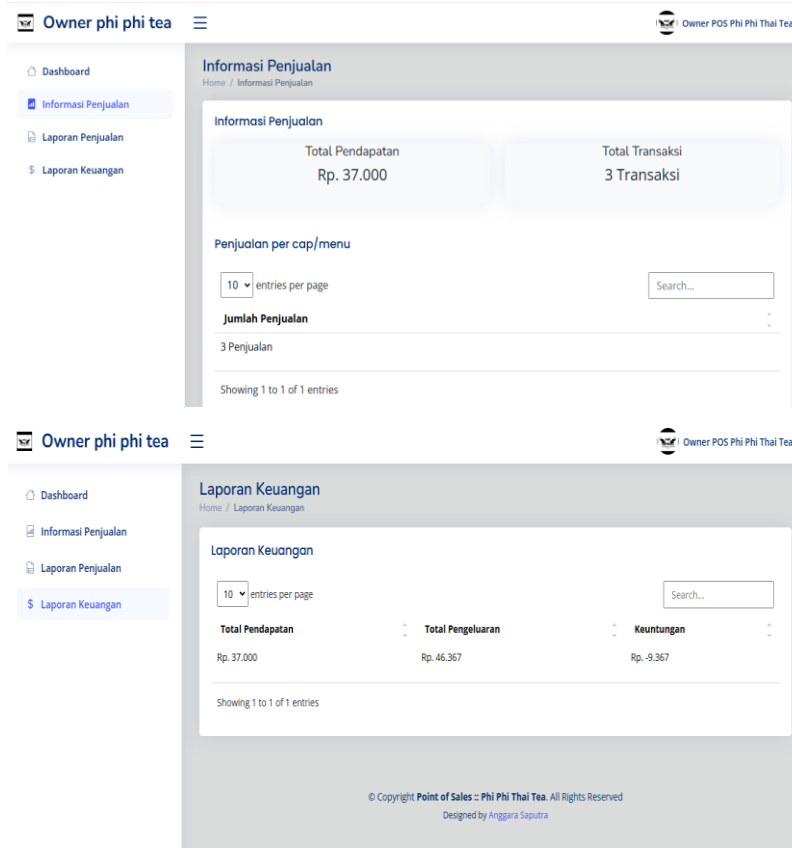 Owner phi phi tea
Owner POS Phi Phi Thai Tea
Dashboard
Informasi Penjualan
Laporan Penjualan
$ Laporan Keuangan
Informasi Penjualan
Home / Informasi Penjualan
Informasi Penjualan
Total Pendapatan
Rp. 37.000
Total Transaksi
3 Transaksi
Penjualan per cap/menu
10 entries per page
Search...
Jumlah Penjualan
3 Penjualan
Showing 1 to 1 of 1 entries
Owner phi phi tea
Owner POS Phi Phi Thai Tea
Dashboard
Informasi Penjualan
Laporan Penjualan
$ Laporan Keuangan
Laporan Keuangan
Home / Laporan Keuangan
Laporan Keuangan
10 entries per page
Search...
Total Pendapatan Total Pengeluaran Keuntungan
Rp. 37.000 Rp. 46.367 Rp. -9.367
Showing 1 to 1 of 1 entries
© Copyright Point of Sales :: Phi Phi Thai Tea. All Rights Reserved
Designed by Anggara Saputra